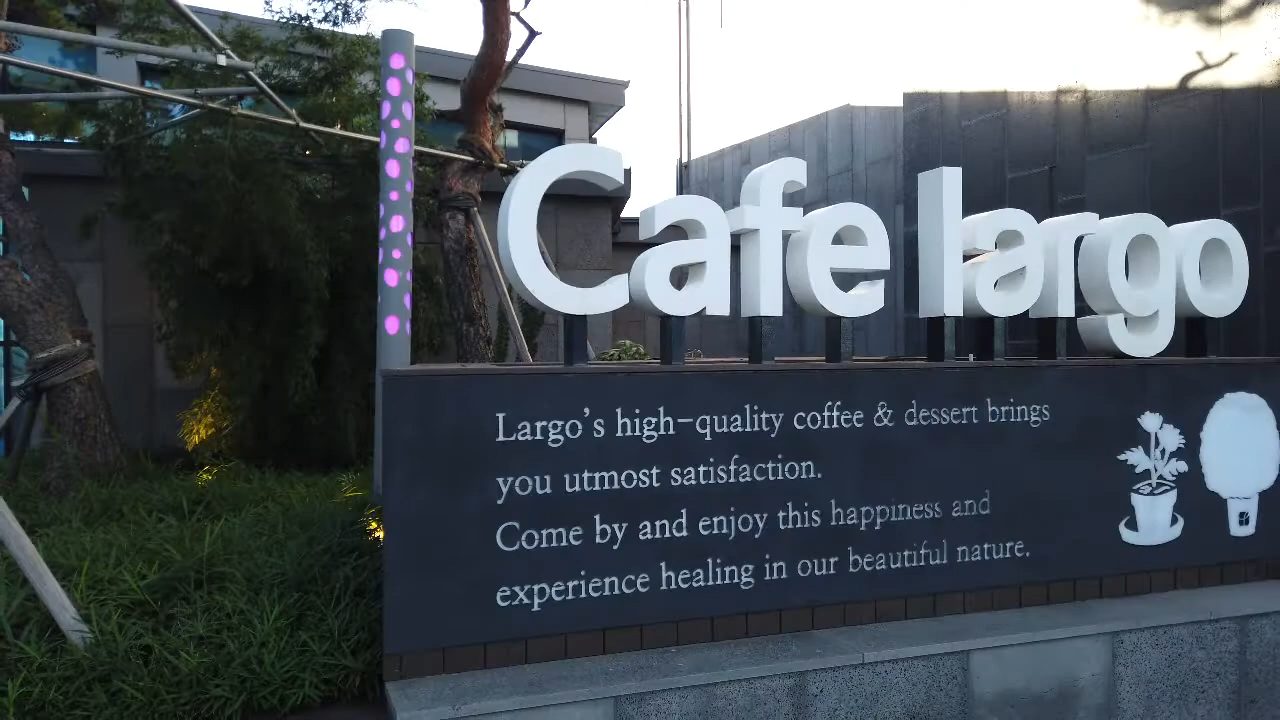 Cafe largo
Largo's high-quality coffee & dessert brings
you utmost satisfaction.
Come by and enjoy this happiness and
experience healing in our beautiful nature.